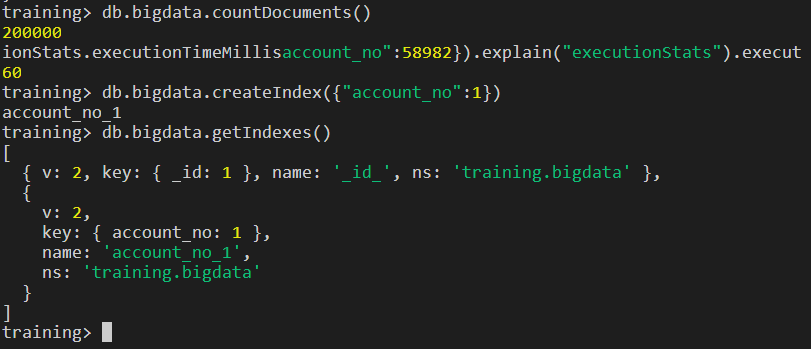 training> db.bigdata.countDocuments()
200000
ionStats.executionTimeMillisaccount_no":58982}).explain("executionStats").execut
60
training> db.bigdata.createIndex({"account_no":1})
account_no_1
training> db.bigdata.getIndexes()
[
  { v: 2, key: { _id: 1 }, name: '_id_', ns: 'training.bigdata' },
  {
    v: 2,
    key: { account_no: 1 },
    name: 'account_no_1',
    ns: 'training.bigdata'
  }
]
training>